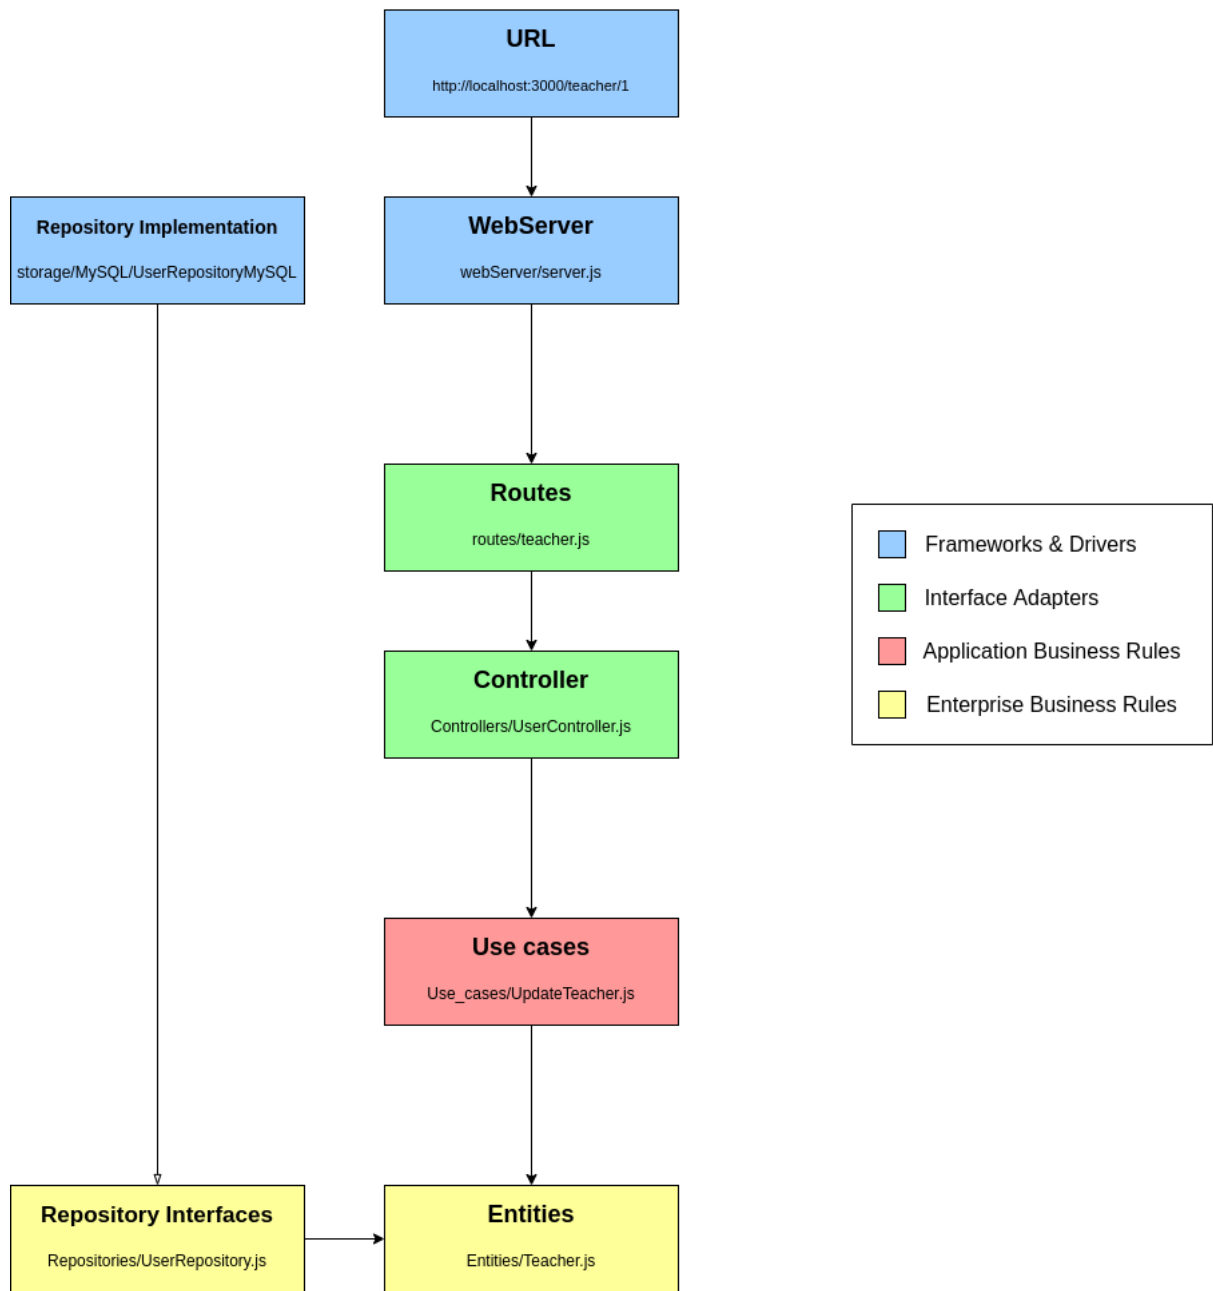 URL
http://localhost:3000/teacher/1
Repository Implementation
storage/MySQL/UserRepositoryMySQL
WebServer
webServer/server.js
Routes
routes/teacher.js
Controller
Controllers/UserController.js
Frameworks & Drivers
Interface Adapters
Application Business Rules
Enterprise Business Rules
Use cases
Use_cases/UpdateTeacher.js
Repository Interfaces
Repositories/UserRepository.js
Entities
Entities/Teacher.js